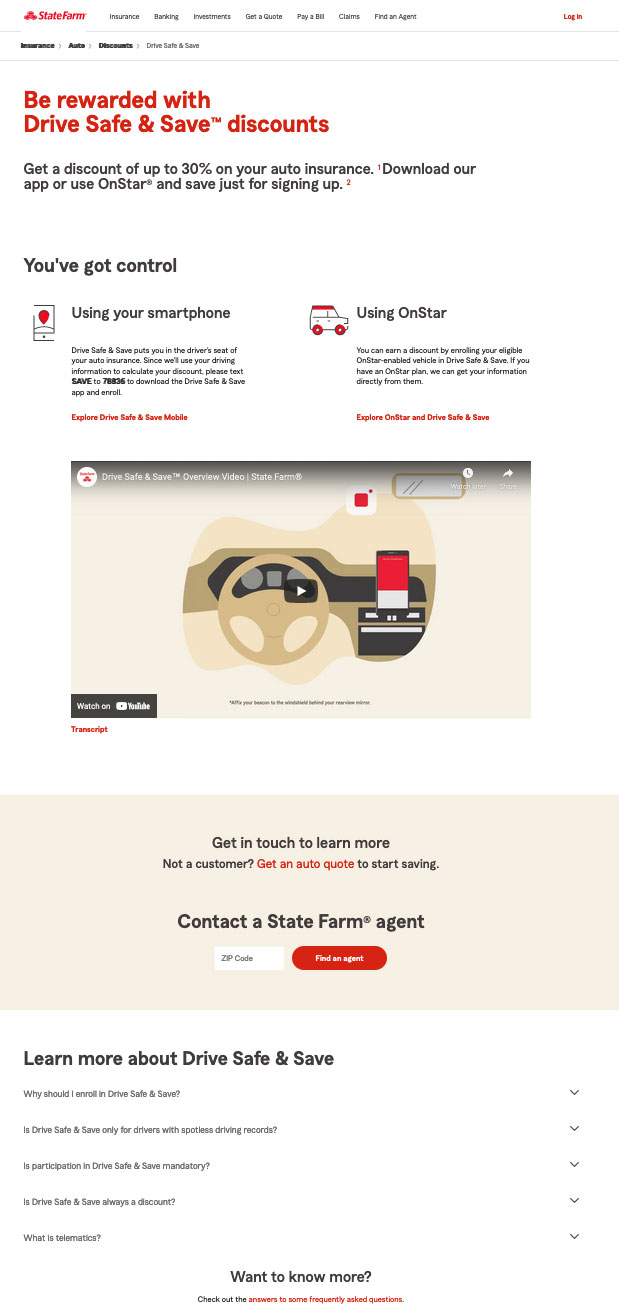 StateFarm
Insurance Banking Investments Get a Quote Pay a Bill Claims Find an Agent Log in
Insurance Auto Discounts Drive Safe & Save
Be rewarded with
Drive Safe & Save™ discounts
Get a discount of up to 30% on your auto insurance. 1 Download our
app or use OnStar® and save just for signing up. 2
You've got control
Using your smartphone
Drive Safe & Save puts you in the driver's seat of
your auto insurance. Since we'll use your driving
information to calculate your discount, please text
SAVE to 78836 to download the Drive Safe & Save
app and enroll.
Explore Drive Safe & Save Mobile
Using OnStar
You can earn a discount by enrolling your eligible
OnStar-enabled vehicle in Drive Safe & Save. If you
have an OnStar plan, we can get your information
directly from them.
Explore OnStar and Drive Safe & Save
Drive Safe & Save™ Overview Video | State Farm®
Watch later Share
*Affix your beacon to the windshield behind your rearview mirror.
Watch on YouTube
Transcript
Get in touch to learn more
Not a customer? Get an auto quote to start saving.
Contact a State Farm® agent
ZIP Code Find an agent
Learn more about Drive Safe & Save
Why should I enroll in Drive Safe & Save?
Is Drive Safe & Save only for drivers with spotless driving records?
Is participation in Drive Safe & Save mandatory?
Is Drive Safe & Save always a discount?
What is telematics?
Want to know more?
Check out the answers to some frequently asked questions.